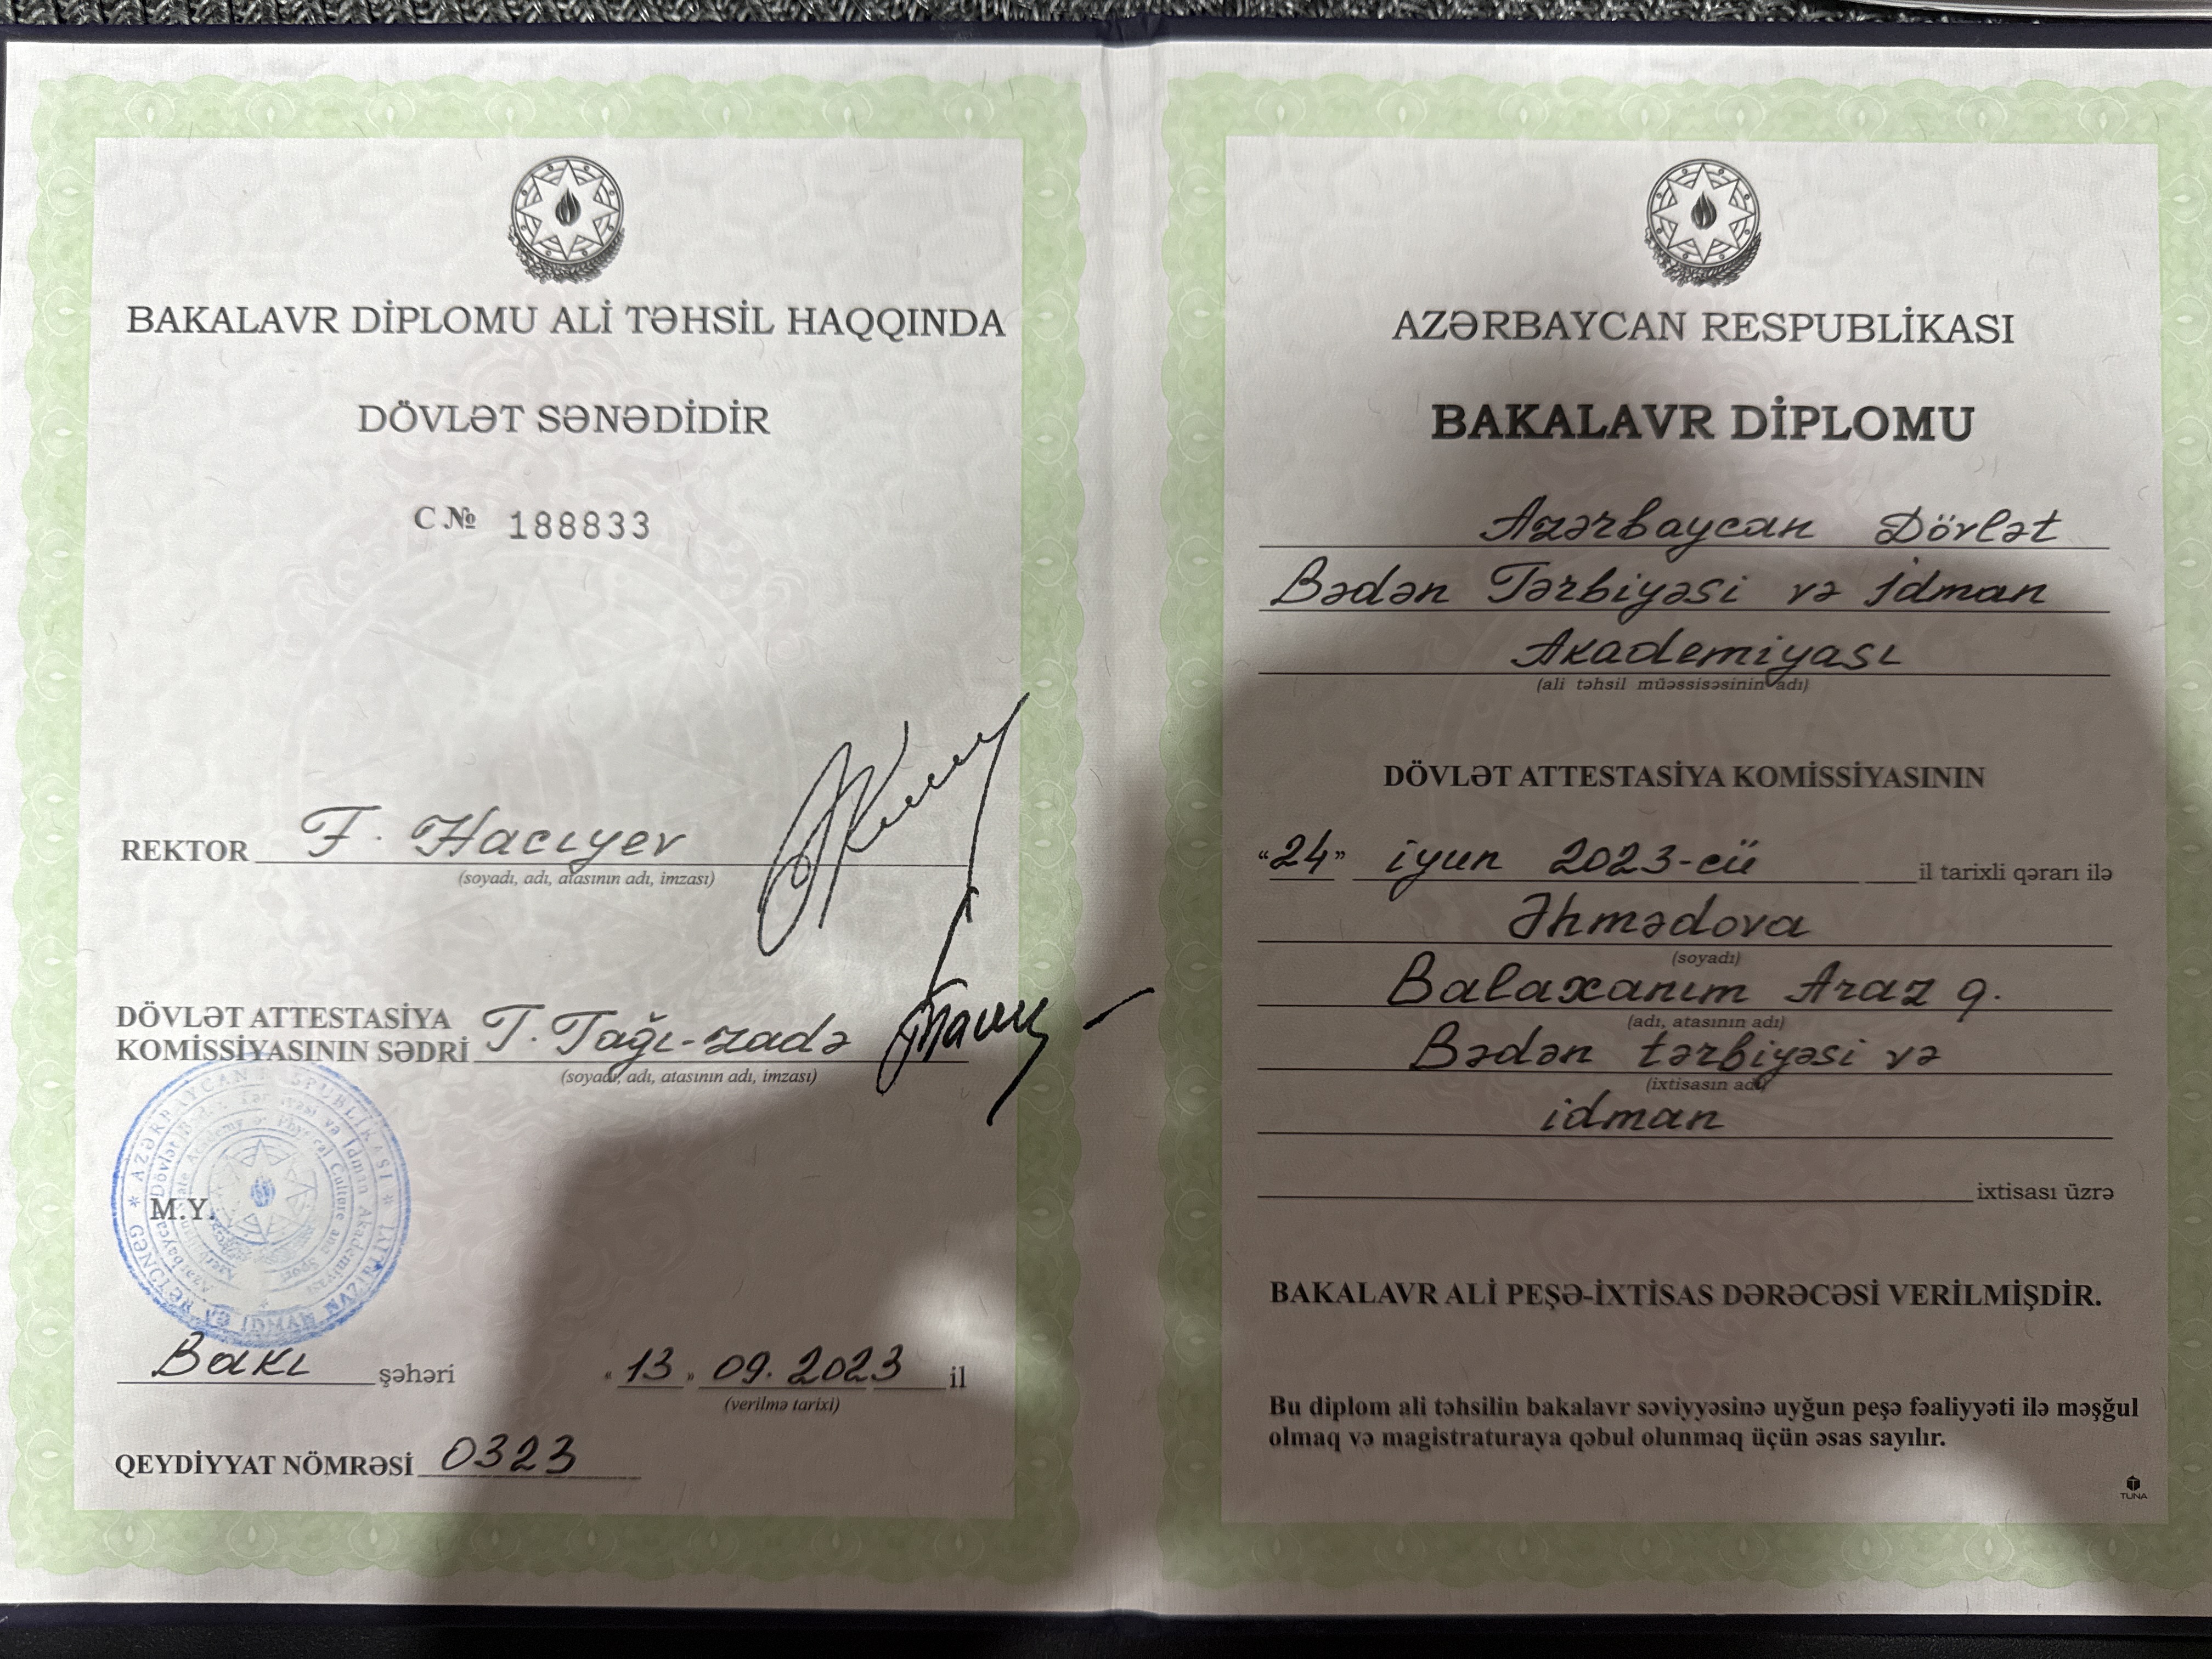 BAKALAVR DİPLOMU ALİ TƏHSİL HAQQINDA
DÖVLƏT SƏNƏDİDİR
C № 188833
REKTOR F. Hacıyev
(soyadı, adı, atasının adı, imzası)
DÖVLƏT ATTESTASİYA
KOMİSSİYASININ SƏDRİ T. Tağı-zadə
(soyadı, adı, atasının adı, imzası)
M.Y.
Bakı şəhəri
"13" 09. 2023 il
(verilmə tarixi)
QEYDİYYAT NÖMRƏSİ 0323
AZƏRBAYCAN RESPUBLİKASI
BAKALAVR DİPLOMU
Azərbaycan Dövlət
Bədən Tərbiyəsi və İdman
Akademiyası
(ali təhsil müəssisəsinin adı)
DÖVLƏT ATTESTASİYA KOMİSSİYASININ
"24" iyun 2023-cü il tarixli qərarı ilə
Əhmədova
(soyadı)
Balaxanım Araz q.
(adı, atasının adı)
Bədən tərbiyəsi və
(ixtisasın adı)
idman
ixtisası üzrə
BAKALAVR ALİ PEŞƏ-İXTİSAS DƏRƏCƏSİ VERİLMİŞDİR.
Bu diplom ali təhsilin bakalavr səviyyəsinə uyğun peşə fəaliyyəti ilə məşğul
olmaq və magistraturaya qəbul olunmaq üçün əsas sayılır.
TUNA